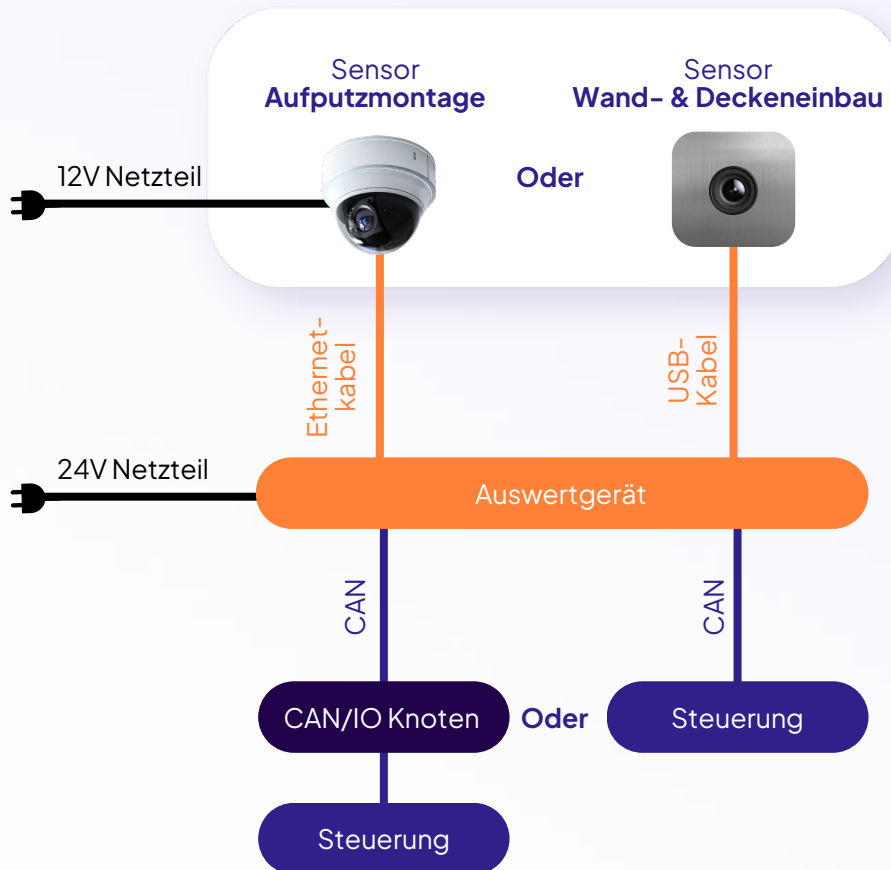 Sensor
Aufputzmontage
Sensor
Wand- & Deckeneinbau
12V Netzteil
Oder
Ethernet-
kabel
USB-
Kabel
24V Netzteil
Auswertgerät
CAN
CAN
CAN/IO Knoten
Oder
Steuerung
Steuerung